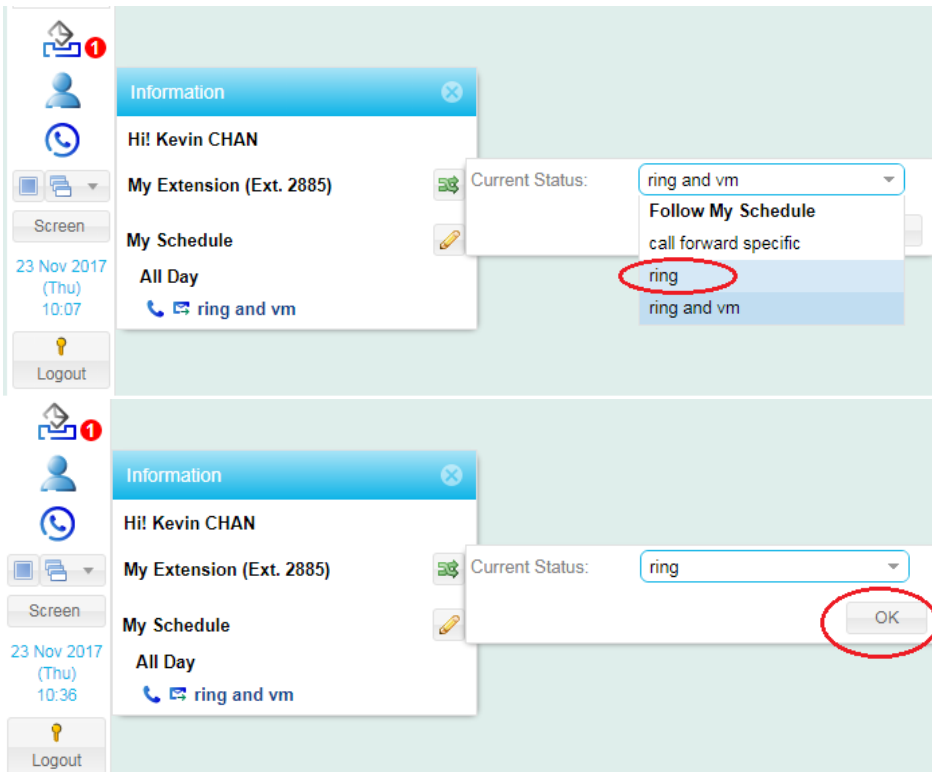 1
Information
Hi! Kevin CHAN
My Extension (Ext. 2885)
Current Status:
ring and vm
Follow My Schedule
call forward specific
ring
ring and vm
My Schedule
All Day
ring and vm
Screen
23 Nov 2017
(Thu)
10:07
Logout
1
Information
Hi! Kevin CHAN
My Extension (Ext. 2885)
Current Status:
ring
OK
My Schedule
All Day
ring and vm
Screen
23 Nov 2017
(Thu)
10:36
Logout